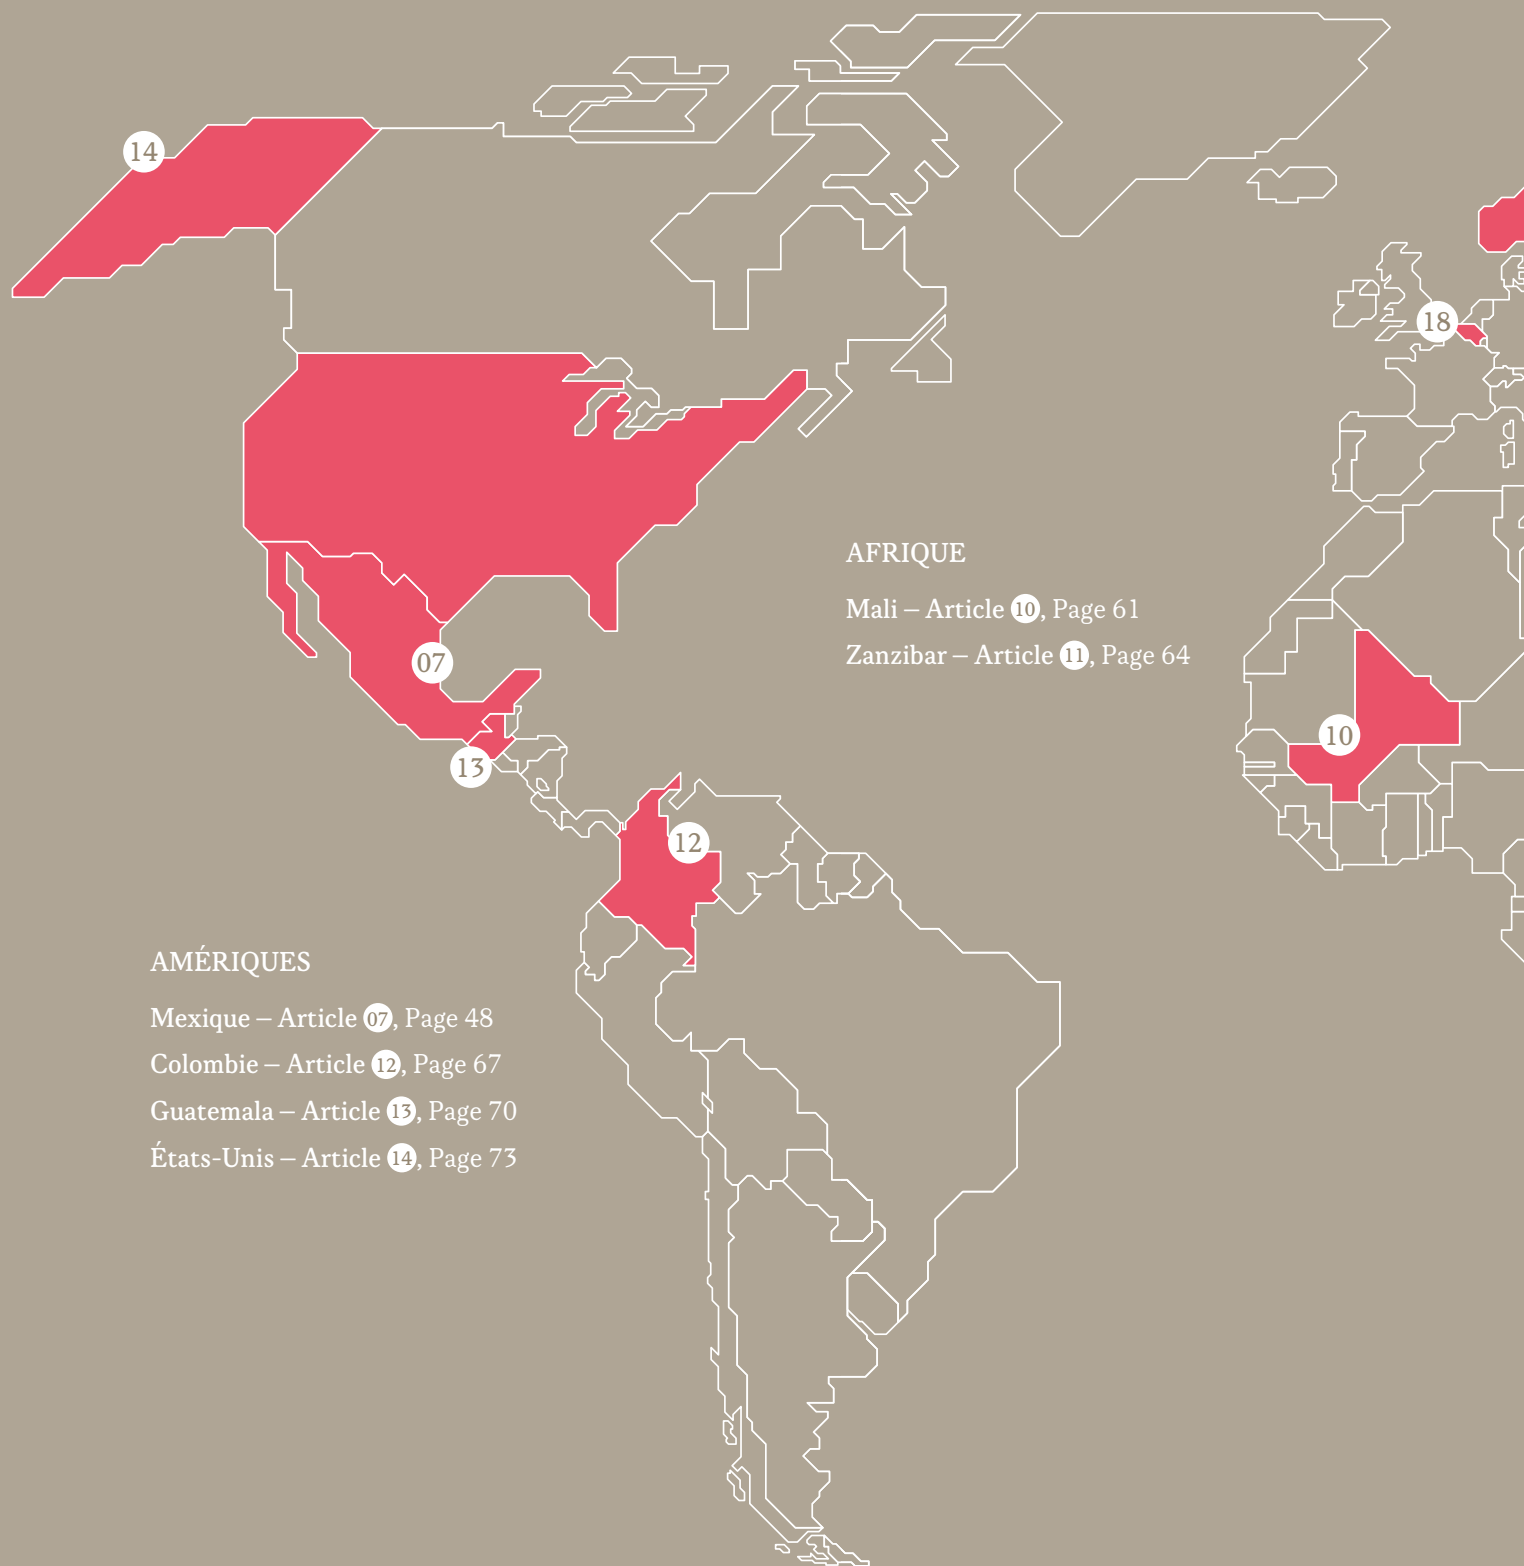 14
18
AFRIQUE
Mali – Article 10, Page 61
Zanzibar – Article 11, Page 64
07
10
13
12
AMÉRIQUES
Mexique – Article 07, Page 48
Colombie – Article 12, Page 67
Guatemala – Article 13, Page 70
États-Unis – Article 14, Page 73